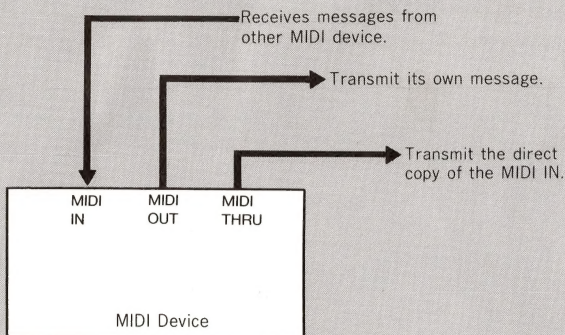 Receives messages from
other MIDI device.
Transmit its own message.
Transmit the direct
copy of the MIDI IN.
MIDI
IN
MIDI
OUT
MIDI
THRU
MIDI Device